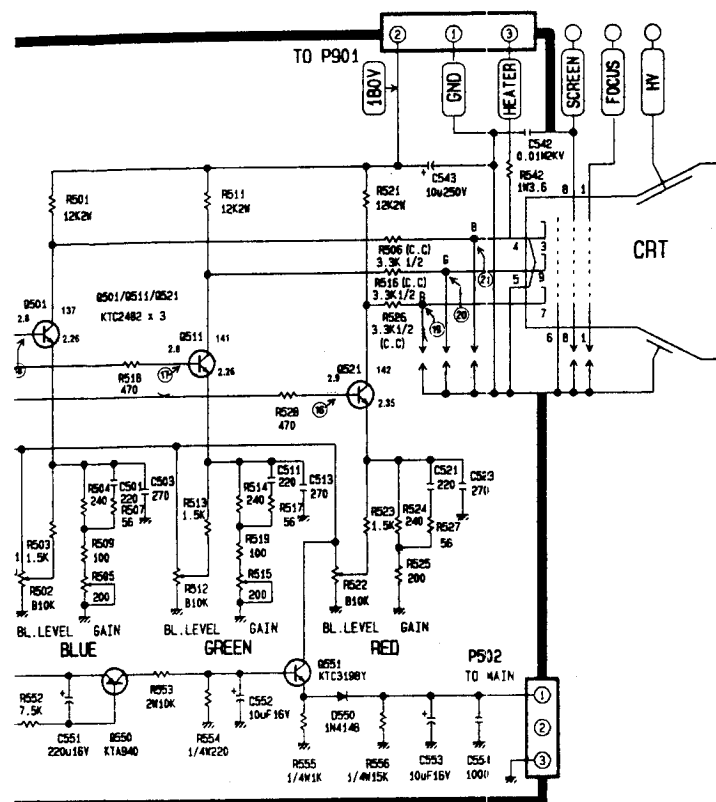 2
1
3
TO P901
180V
GND
HEATER
SCREEN
FOCUS
HV
C542
0.01M2KV
R501
12K2W
R511
12K2W
R521
12K2W
C543
10u250V
R542
1W3.6
8 1
CRT
R506 (C.C)
3.3K 1/2
B
4
3
21
R516 (C.C)
3.3K1/2
G
9
5
20
R526
3.3K1/2
(C.C)
19
7
6 8 1
Q501
137
2.8
2.26
Q501/Q511/Q521
KTC2482 x 3
Q511
141
2.8
2.26
17
R518
470
Q521
142
2.9
2.35
16
R528
470
R504
240
C501
220
C503
270
R507
56
R503
1.5K
R509
100
R505
200
R502
B10K
R513
1.5K
R514
240
C511
220
C513
270
R517
56
R519
100
R515
200
R512
B10K
R523
1.5K
R524
240
C521
220
C523
270
R527
56
R525
200
R522
B10K
BL.LEVEL GAIN
BLUE
BL.LEVEL GAIN
GREEN
BL.LEVEL GAIN
RED
Q551
KTC3198Y
P502
TO MAIN
1
2
3
R552
7.5K
C551
220u16V
Q550
KTA940
R553
2W10K
R554
1/4W220
C552
10uF16V
D550
1N4148
R555
1/4W1K
R556
1/4W15K
C553
10uF16V
C554